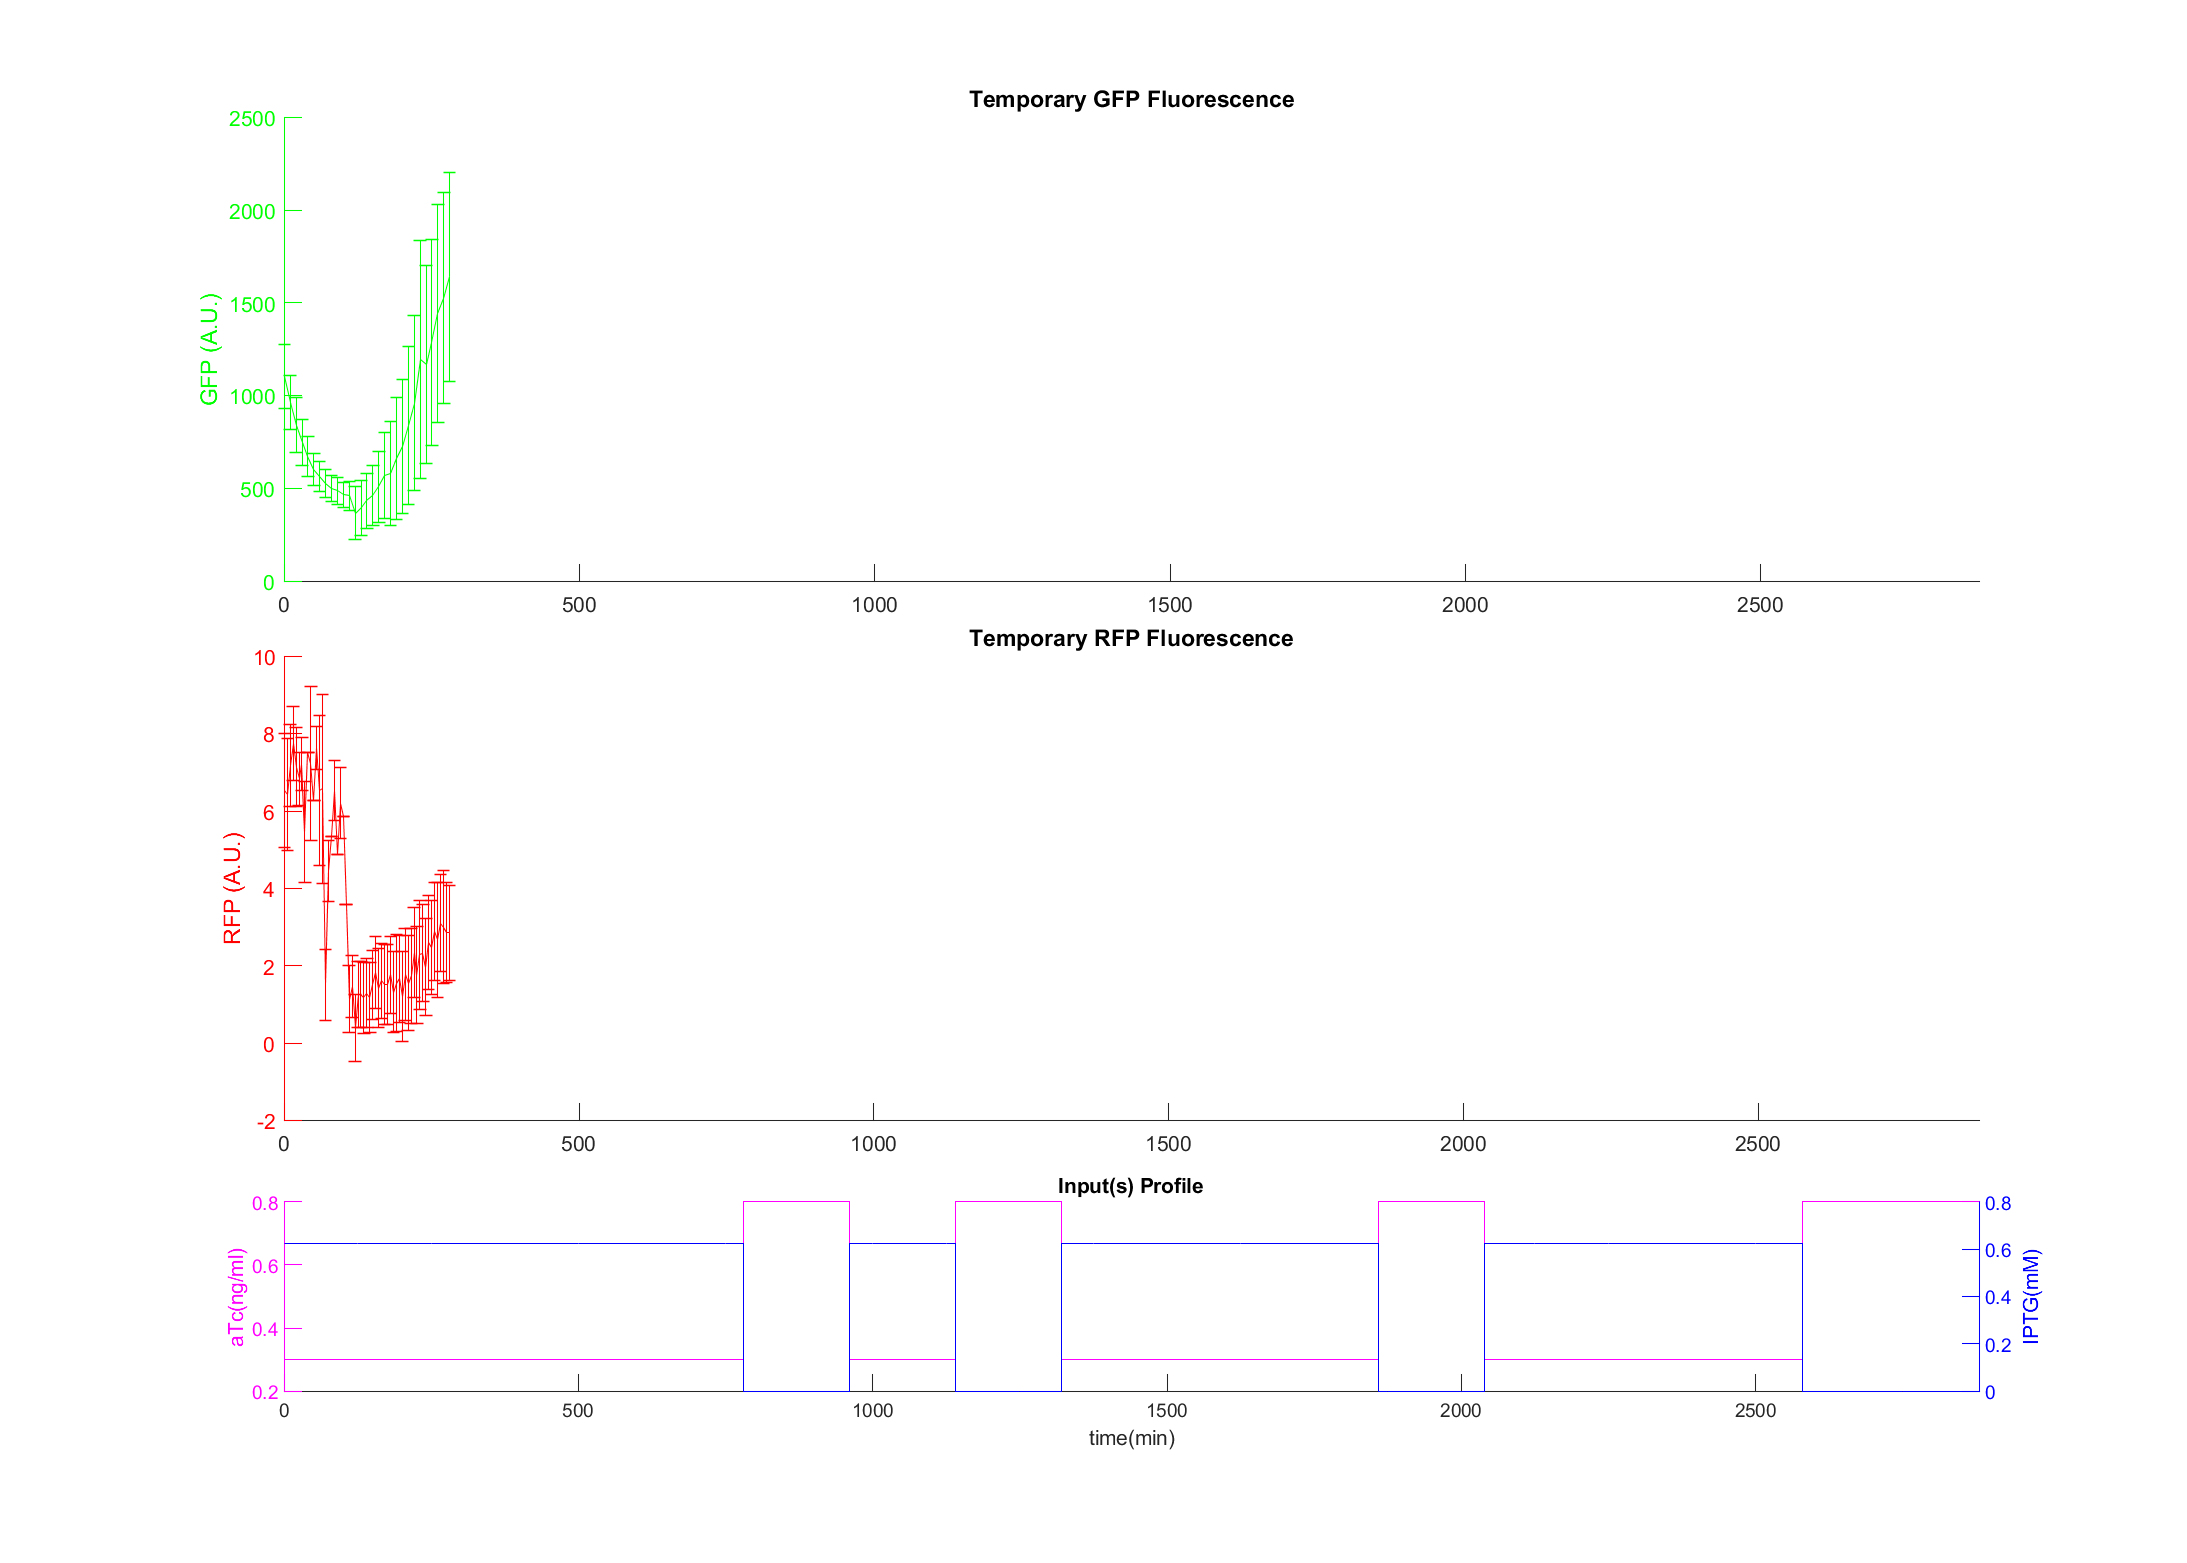 Temporary GFP Fluorescence
2500
2000
1500
1000
500
0
GFP (A.U.)
0 500 1000 1500 2000 2500
Temporary RFP Fluorescence
10
8
6
4
2
0
-2
RFP (A.U.)
0 500 1000 1500 2000 2500
Input(s) Profile
0.8
0.6
0.4
0.2
aTc(ng/ml)
0.8
0.6
0.4
0.2
0
IPTG(mM)
0 500 1000 1500 2000 2500
time(min)